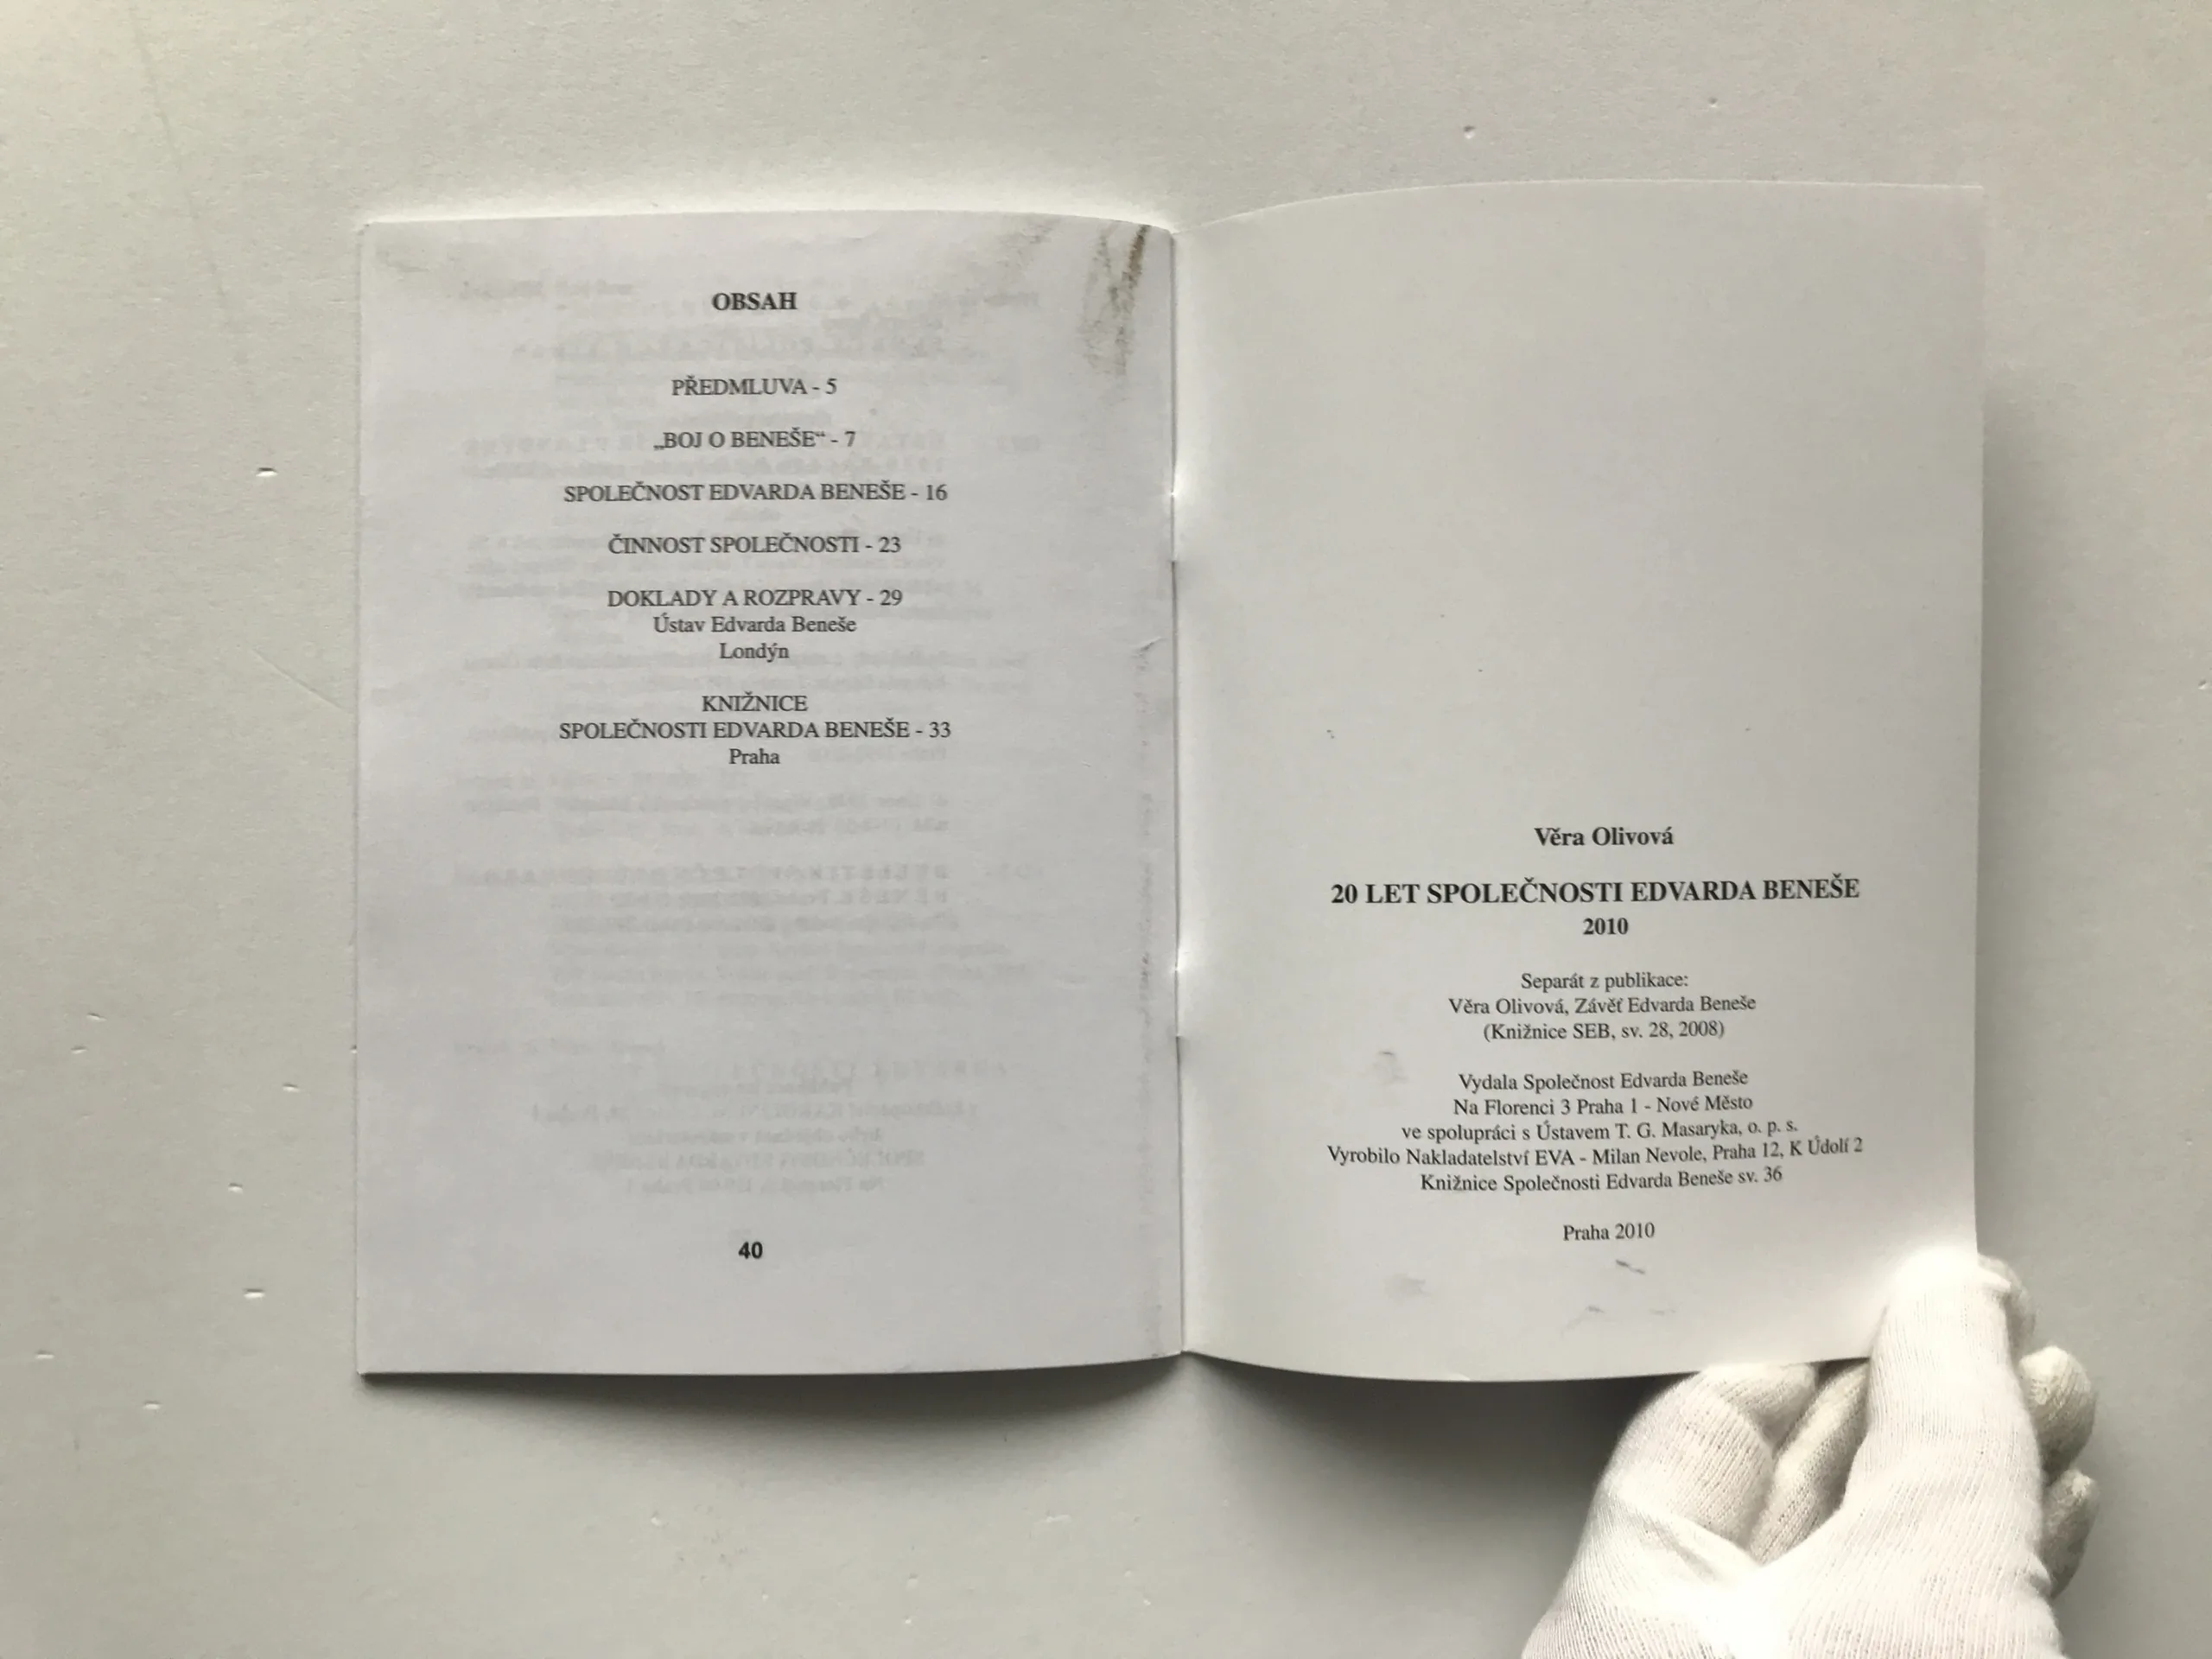 OBSAH
PŘEDMLUVA - 5
„BOJ O BENEŠE“ - 7
SPOLEČNOST EDVARDA BENEŠE - 16
ČINNOST SPOLEČNOSTI - 23
DOKLADY A ROZPRAVY - 29
Ústav Edvarda Beneše
Londýn
KNIŽNICE
SPOLEČNOSTI EDVARDA BENEŠE - 33
Praha
40
Věra Olivová
20 LET SPOLEČNOSTI EDVARDA BENEŠE
2010
Separát z publikace:
Věra Olivová, Závěť Edvarda Beneše
(Knižnice SEB, sv. 28, 2008)
Vydala Společnost Edvarda Beneše
Na Florenci 3 Praha 1 - Nové Město
ve spolupráci s Ústavem T. G. Masaryka, o. p. s.
Vyrobilo Nakladatelství EVA - Milan Nevole, Praha 12, K Údolí 2
Knižnice Společnosti Edvarda Beneše sv. 36
Praha 2010